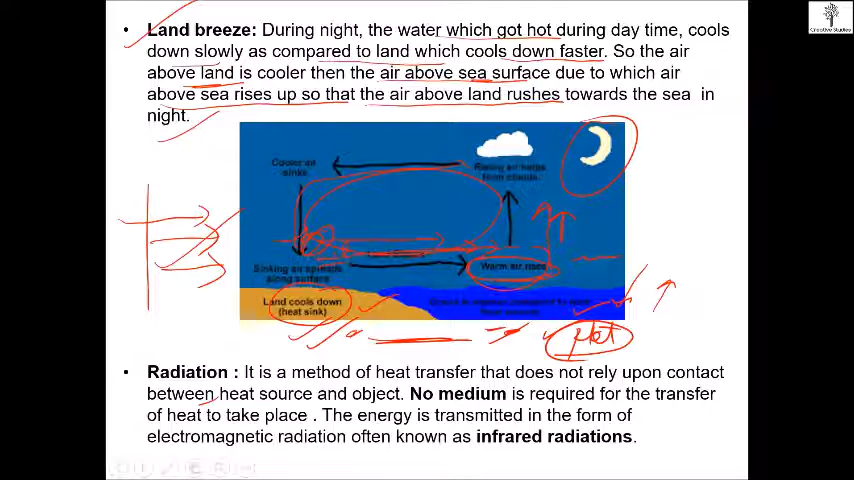 Creative Studies
• Land breeze: During night, the water which got hot during day time, cools
down slowly as compared to land which cools down faster. So the air
above land is cooler then the air above sea surface due to which air
above sea rises up so that the air above land rushes towards the sea in
night.
Cooler air
sinks
Rising air helps
form clouds
Sinking air spreads
along surface
Warm air rises
Land cools down
(heat sink)
Hot
• Radiation : It is a method of heat transfer that does not rely upon contact
between heat source and object. No medium is required for the transfer
of heat to take place . The energy is transmitted in the form of
electromagnetic radiation often known as infrared radiations.